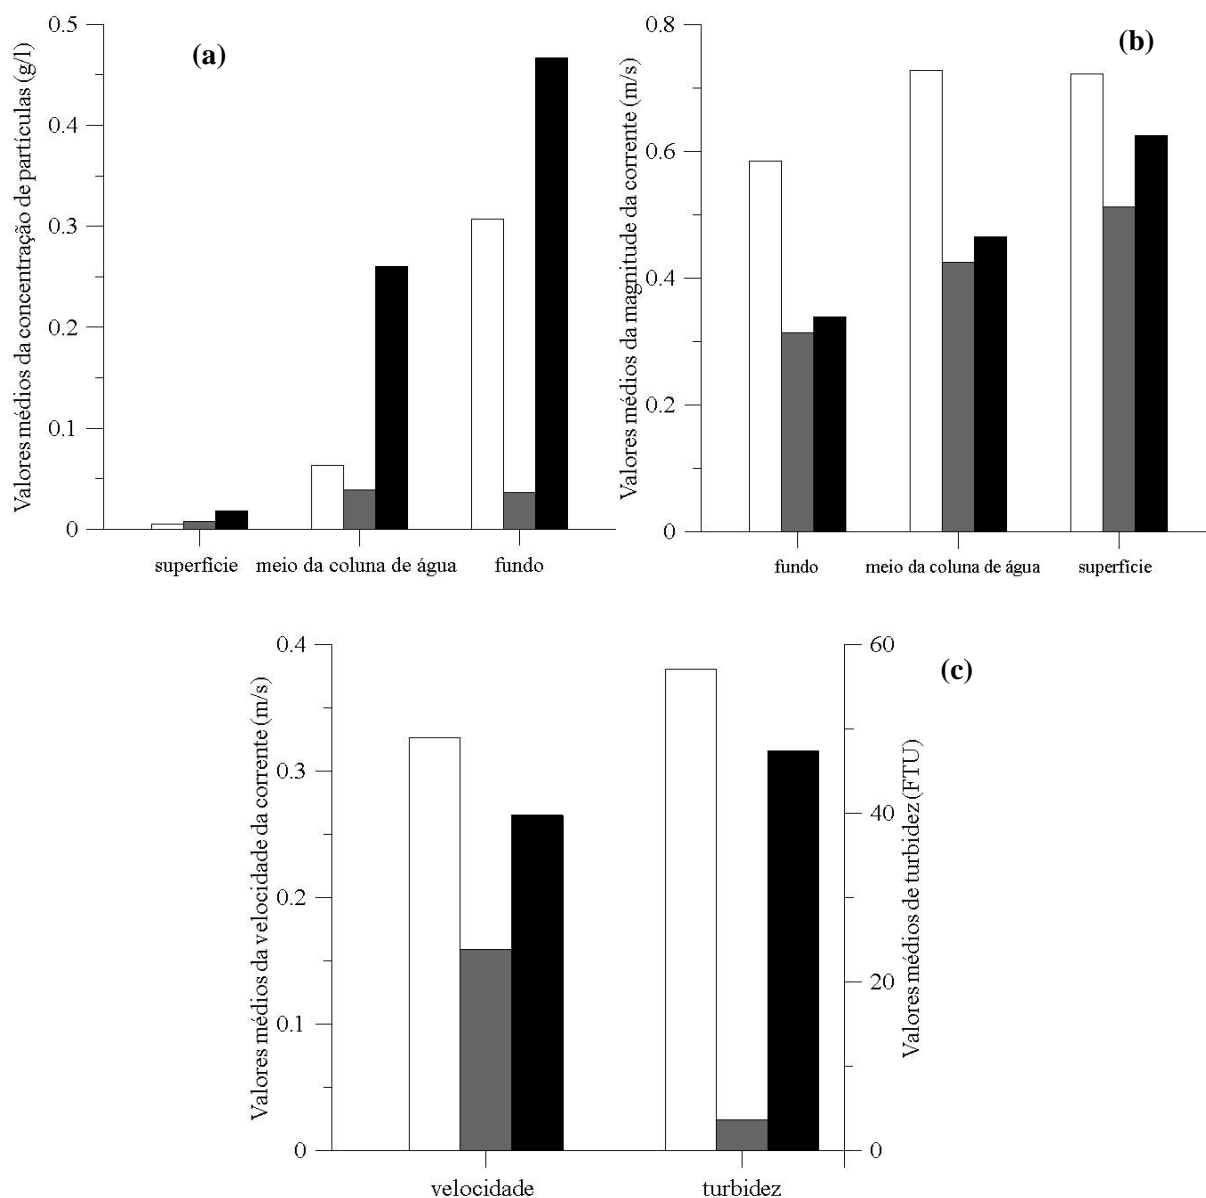 (a)
Valores médios da concentração de partículas (g/l)
0.5
0.4
0.3
0.2
0.1
0
superfície
meio da coluna de água
fundo
(b)
Valores médios da magnitude da corrente (m/s)
0.8
0.6
0.4
0.2
0
fundo
meio da coluna de água
superfície
(c)
Valores médios da velocidade da corrente (m/s)
0.4
0.3
0.2
0.1
0
velocidade
turbidez
60
40
20
0
Valores médios de turbidez (FTU)